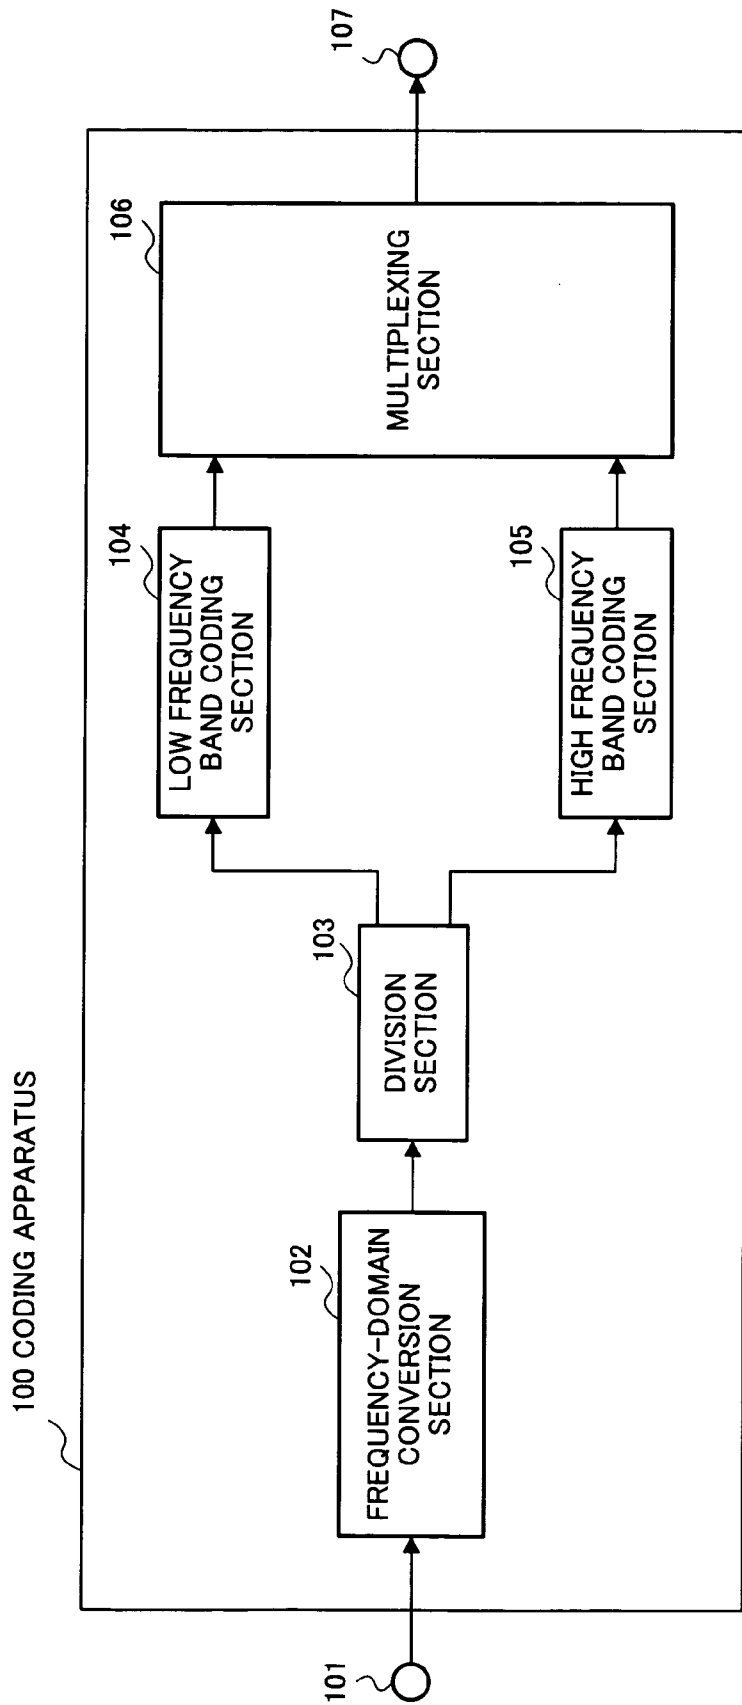 100 CODING APPARATUS
101
102
FREQUENCY-DOMAIN
CONVERSION
SECTION
103
DIVISION
SECTION
104
LOW FREQUENCY
BAND CODING
SECTION
105
HIGH FREQUENCY
BAND CODING
SECTION
106
MULTIPLEXING
SECTION
107